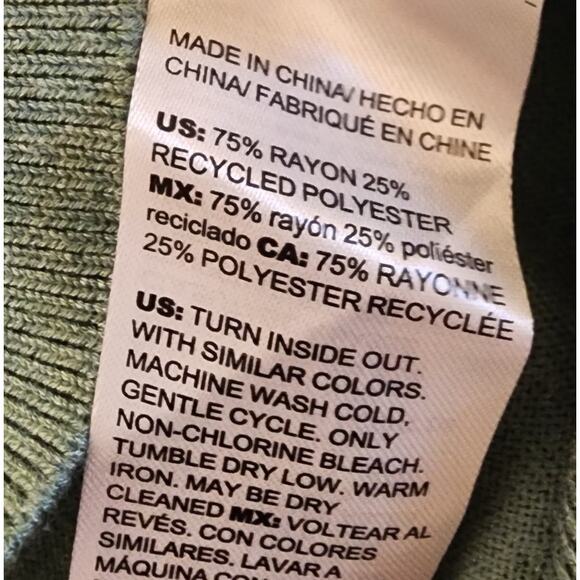 MADE IN CHINA/ HECHO EN
CHINA/ FABRIQUÉ EN CHINE
US: 75% RAYON 25%
RECYCLED POLYESTER
MX: 75% rayón 25% poliéster
reciclado CA: 75% RAYONNE
25% POLYESTER RECYCLÉE
US: TURN INSIDE OUT.
WITH SIMILAR COLORS.
MACHINE WASH COLD,
GENTLE CYCLE. ONLY
NON-CHLORINE BLEACH.
TUMBLE DRY LOW. WARM
IRON. MAY BE DRY
CLEANED MX: VOLTEAR AL
REVÉS. CON COLORES
SIMILARES. LAVAR A
MÁQUINA CON